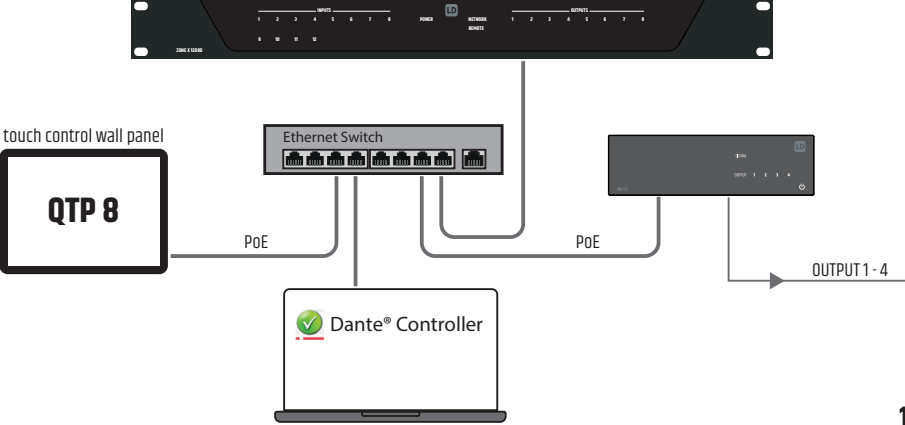 INPUTS
OUTPUTS
LD
1 2 3 4 5 6 7 8
POWER
NETWORK
1 2 3 4 5 6 7 8
REMOTE
9 10 11 12
touch control wall panel
Ethernet Switch
LD
OUTPUT 1 2 3 4
QTP 8
PoE
PoE
OUTPUT 1 - 4
Dante® Controller
1